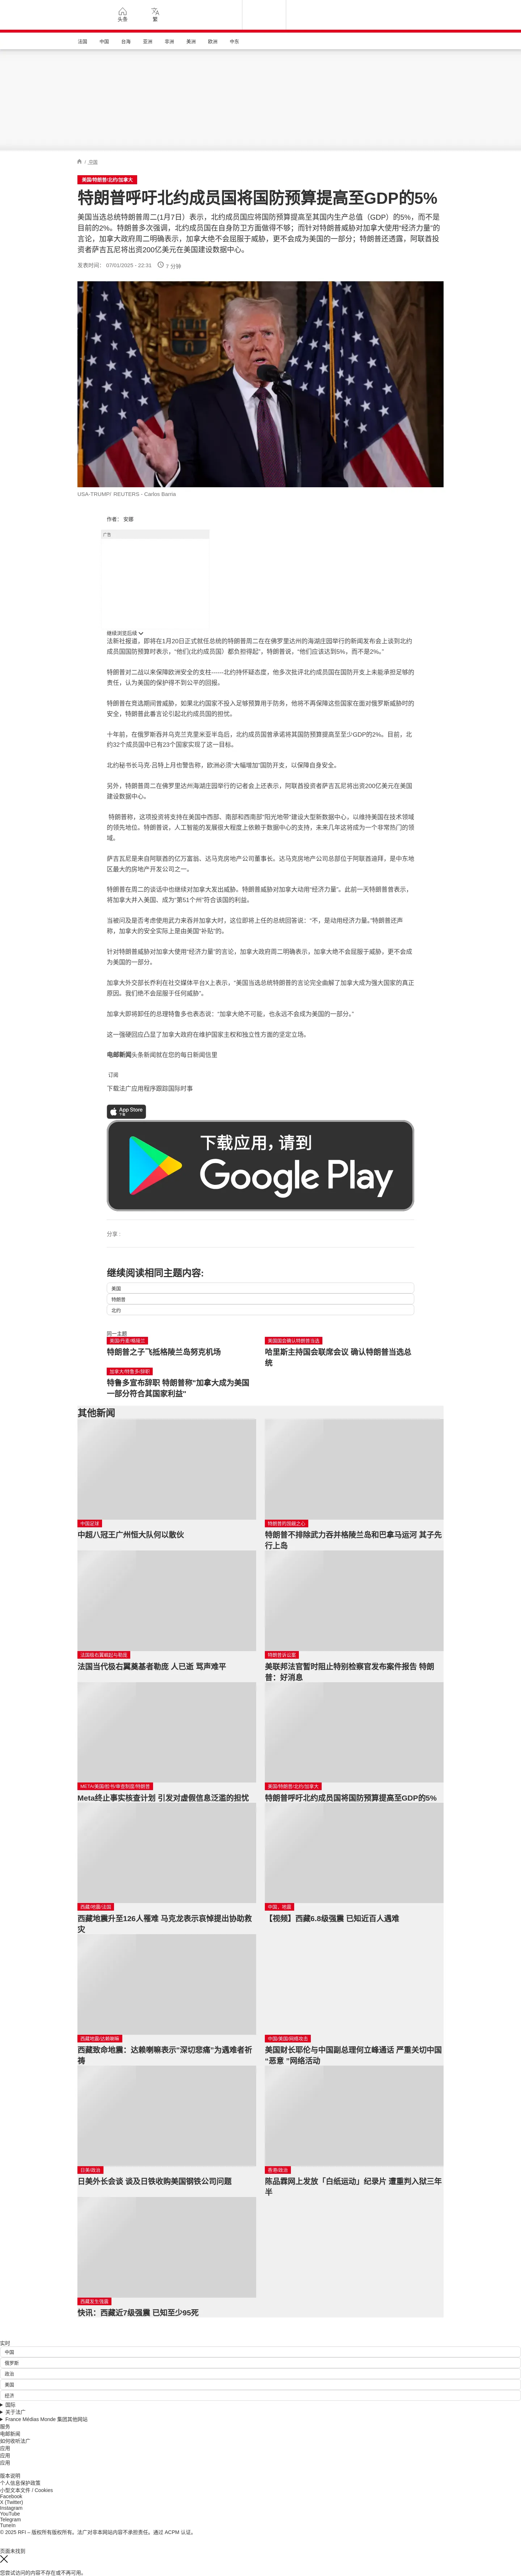 头条
繁
法国
中国
台海
亚洲
非洲
美洲
欧洲
中东
/ 美國
美国/特朗普/北约/加拿大
特朗普呼吁北约成员国将国防预算提高至GDP的5%
美国当选总统特朗普周二(1月7日）表示，北约成员国应将国防预算提高至其国内生产总值（GDP）的5%，而不是
目前的2%。特朗普多次强调，北约成员国在自身防卫方面做得不够；而针对特朗普威胁对加拿大使用“经济力量”的
言论，加拿大政府周二明确表示，加拿大绝不会屈服于威胁，更不会成为美国的一部分；特朗普还透露，阿联酋投
资者萨吉瓦尼将出资200亿美元在美国建设数据中心。
发表时间： 07/01/2025 - 22:31
7 分钟
USA-TRUMP/ REUTERS - Carlos Barria
作者： 安娜
广告
继续浏览后续
法新社报道，即将在1月20日正式就任总统的特朗普周二在在佛罗里达州的海湖庄园举行的新闻发布会上谈到北约
成员国国防预算时表示，“他们(北约成员国）都负担得起”，特朗普说，“他们应该达到5%，而不是2%。”
特朗普对二战以来保障欧洲安全的支柱------北约持怀疑态度，他多次批评北约成员国在国防开支上未能承担足够的
责任，认为美国的保护得不到公平的回报。
特朗普在竞选期间曾威胁，如果北约国家不投入足够预算用于防务，他将不再保障这些国家在面对俄罗斯威胁时的
安全，特朗普此番言论引起北约成员国的担忧。
十年前，在俄罗斯吞并乌克兰克里米亚半岛后，北约成员国曾承诺将其国防预算提高至至少GDP的2%。目前，北
约32个成员国中已有23个国家实现了这一目标。
北约秘书长马克·吕特上月也警告称，欧洲必须“大幅增加”国防开支，以保障自身安全。
另外，特朗普周二在佛罗里达州海湖庄园举行的记者会上还表示，阿联酋投资者萨吉瓦尼将出资200亿美元在美国
建设数据中心。
特朗普称，这项投资将支持在美国中西部、南部和西南部“阳光地带”建设大型新数据中心，以维持美国在技术领域
的领先地位。特朗普说，人工智能的发展很大程度上依赖于数据中心的支持，未来几年这将成为一个非常热门的领
域。
萨吉瓦尼是来自阿联酋的亿万富翁、达马克房地产公司董事长。达马克房地产公司总部位于阿联酋迪拜，是中东地
区最大的房地产开发公司之一。
特朗普在周二的谈话中也继续对加拿大发出威胁。特朗普威胁对加拿大动用“经济力量”。此前一天特朗普曾表示，
将加拿大并入美国、成为“第51个州”符合该国的利益。
当被问及是否考虑使用武力来吞并加拿大时，这位即将上任的总统回答说：“不，是动用经济力量。”特朗普还声
称，加拿大的安全实际上是由美国“补贴”的。
针对特朗普威胁对加拿大使用“经济力量”的言论，加拿大政府周二明确表示，加拿大绝不会屈服于威胁，更不会成
为美国的一部分。
加拿大外交部长乔利在社交媒体平台X上表示，“美国当选总统特朗普的言论完全曲解了加拿大成为强大国家的真正
原因。我们绝不会屈服于任何威胁”。
加拿大即将卸任的总理特鲁多也表态说：“加拿大绝不可能，也永远不会成为美国的一部分。”
这一强硬回应凸显了加拿大政府在维护国家主权和独立性方面的坚定立场。
电邮新闻头条新闻就在您的每日新闻信里
订阅
下载法广应用程序跟踪国际时事
App Store
下载
下载应用，请到
Google Play
分享 :
继续阅读相同主题内容:
美国
特朗普
北约
同一主题
美国/丹麦/格陵兰
特朗普之子飞抵格陵兰岛努克机场
美国国会确认特朗普当选
哈里斯主持国会联席会议 确认特朗普当选总
统
加拿大/特鲁多/辞职
特鲁多宣布辞职 特朗普称"加拿大成为美国
一部分符合其国家利益"
其他新闻
中国足球
中超八冠王广州恒大队何以散伙
特朗普的觊觎之心
特朗普不排除武力吞并格陵兰岛和巴拿马运河 其子先
行上岛
法国极右翼崛起与勒庞
法国当代极右翼奠基者勒庞 人已逝 骂声难平
特朗普诉讼案
美联邦法官暂时阻止特别检察官发布案件报告 特朗
普：好消息
META/美国/脸书/审查制度/特朗普
Meta终止事实核查计划 引发对虚假信息泛滥的担忧
美国/特朗普/北约/加拿大
特朗普呼吁北约成员国将国防预算提高至GDP的5%
西藏/地震/法国
西藏地震升至126人罹难 马克龙表示哀悼提出协助救
灾
中国、地震
【视频】西藏6.8级强震 已知近百人遇难
西藏地震/达赖喇嘛
西藏致命地震：达赖喇嘛表示"深切悲痛"为遇难者祈
祷
中国/美国/网络攻击
美国财长耶伦与中国副总理何立峰通话 严重关切中国
“恶意 ”网络活动
日美/政治
日美外长会谈 谈及日铁收购美国钢铁公司问题
香港/政治
陈品霖网上发放「白纸运动」纪录片 遭重判入狱三年
半
西藏发生强震
快讯：西藏近7级强震 已知至少95死
实时
中国
俄罗斯
政治
美国
经济
国际
关于法广
France Médias Monde 集团其他网站
服务
电邮新闻
如何收听法广
应用
应用
应用
版本说明
个人信息保护政策
小型文本文件 / Cookies
Facebook
X (Twitter)
Instagram
YouTube
Telegram
TuneIn
© 2025 RFI – 版权所有版权所有。法广对非本网站内容不承担责任。通过 ACPM 认证。
页面未找到
您尝试访问的内容不存在或不再可用。